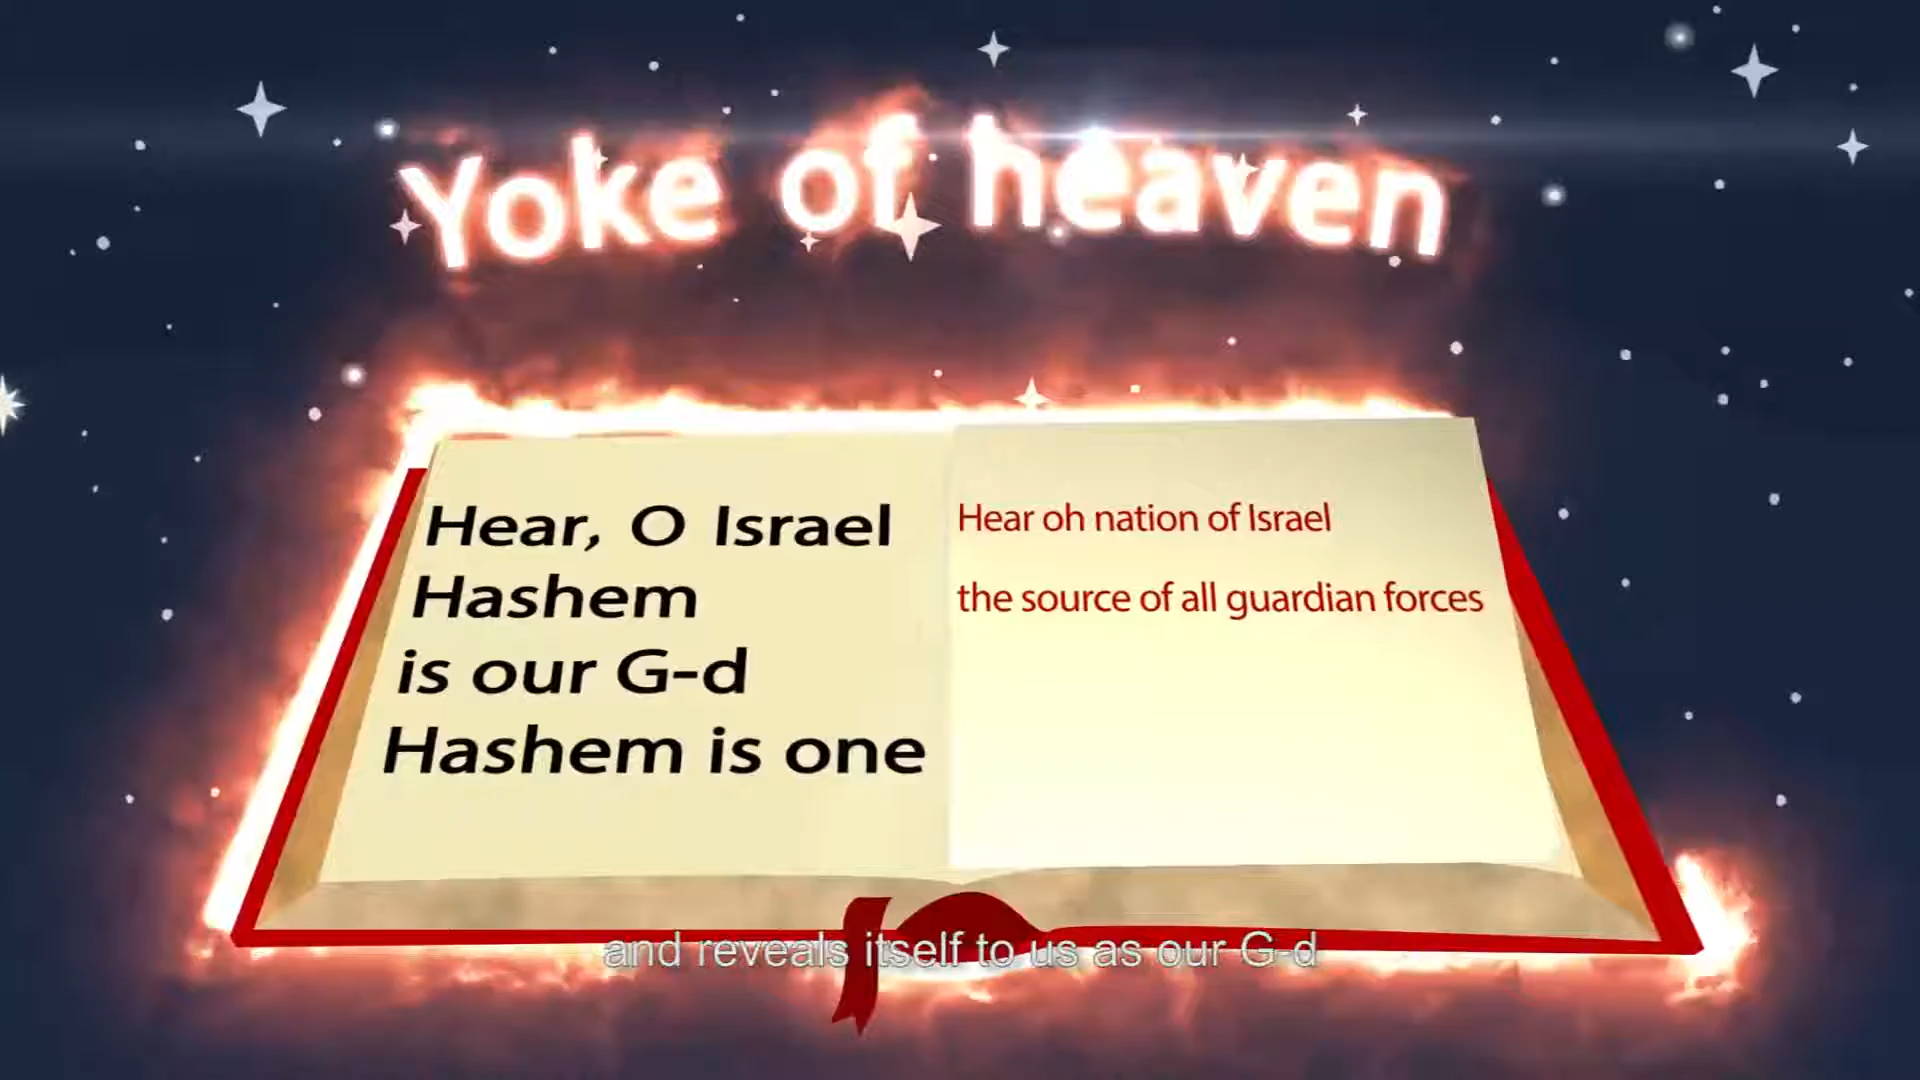 Yoke of heaven
Hear, O Israel
Hashem
is our G-d
Hashem is one
Hear oh nation of Israel
the source of all guardian forces
and reveals itself to us as our G-d